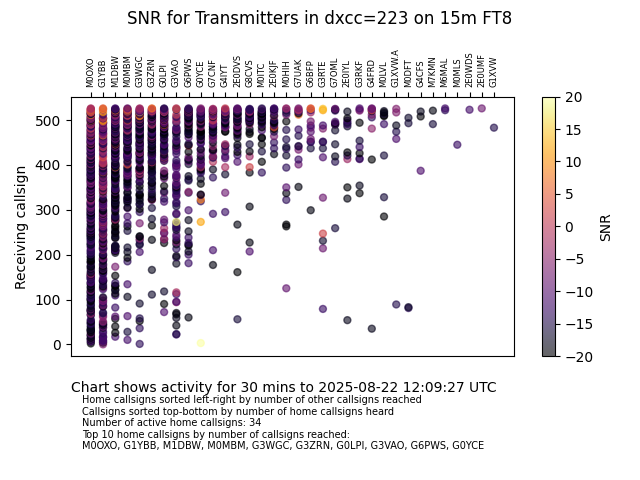 SNR for Transmitters in dxcc=223 on 15m FT8
M0OXO G1YBB M1DBW M0MBM G3WGC G3ZRN G0LPI G3VAO G6PWS G0YCE G7CNF G4IYT 2E0DVS G8CVS M0ITC 2E0KJF M0HIH G7UAK G6BFP G3RTE G7OML 2E0IYL G3RKF G4FRD M0LVL G1XVW.A M0DFT G4CFS M7KMN M6MAL M0MLS 2E0WDS 2E0UMF G1XVW
500
400
300
200
100
0
Receiving callsign
20
15
10
5
0
−5
−10
−15
−20
SNR
Chart shows activity for 30 mins to 2025-08-22 12:09:27 UTC
Home callsigns sorted left-right by number of other callsigns reached
Callsigns sorted top-bottom by number of home callsigns heard
Number of active home callsigns: 34
Top 10 home callsigns by number of callsigns reached:
M0OXO, G1YBB, M1DBW, M0MBM, G3WGC, G3ZRN, G0LPI, G3VAO, G6PWS, G0YCE